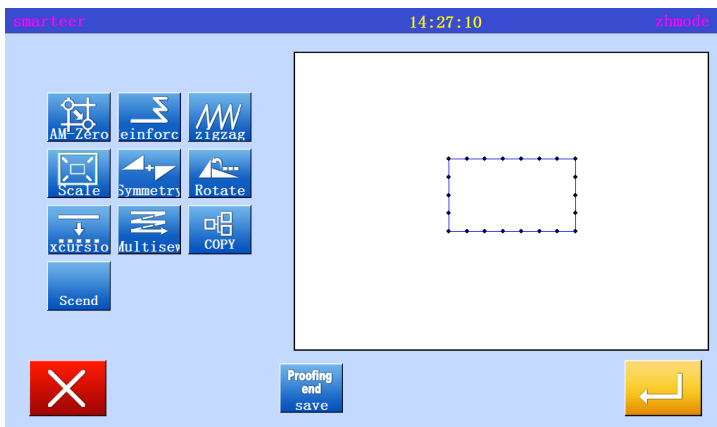 smarteer 14:27:10 zhmode
AM-Zero einforc zigzag
Scale Symmetry Rotate
xcursio Multisew COPY
Scend
Proofing
end
save